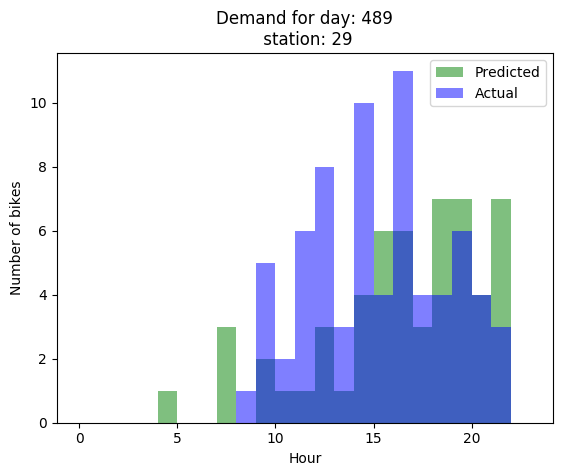 Demand for day: 489
station: 29
Predicted
Actual
10
8
6
4
2
0
Number of bikes
0 5 10 15 20
Hour